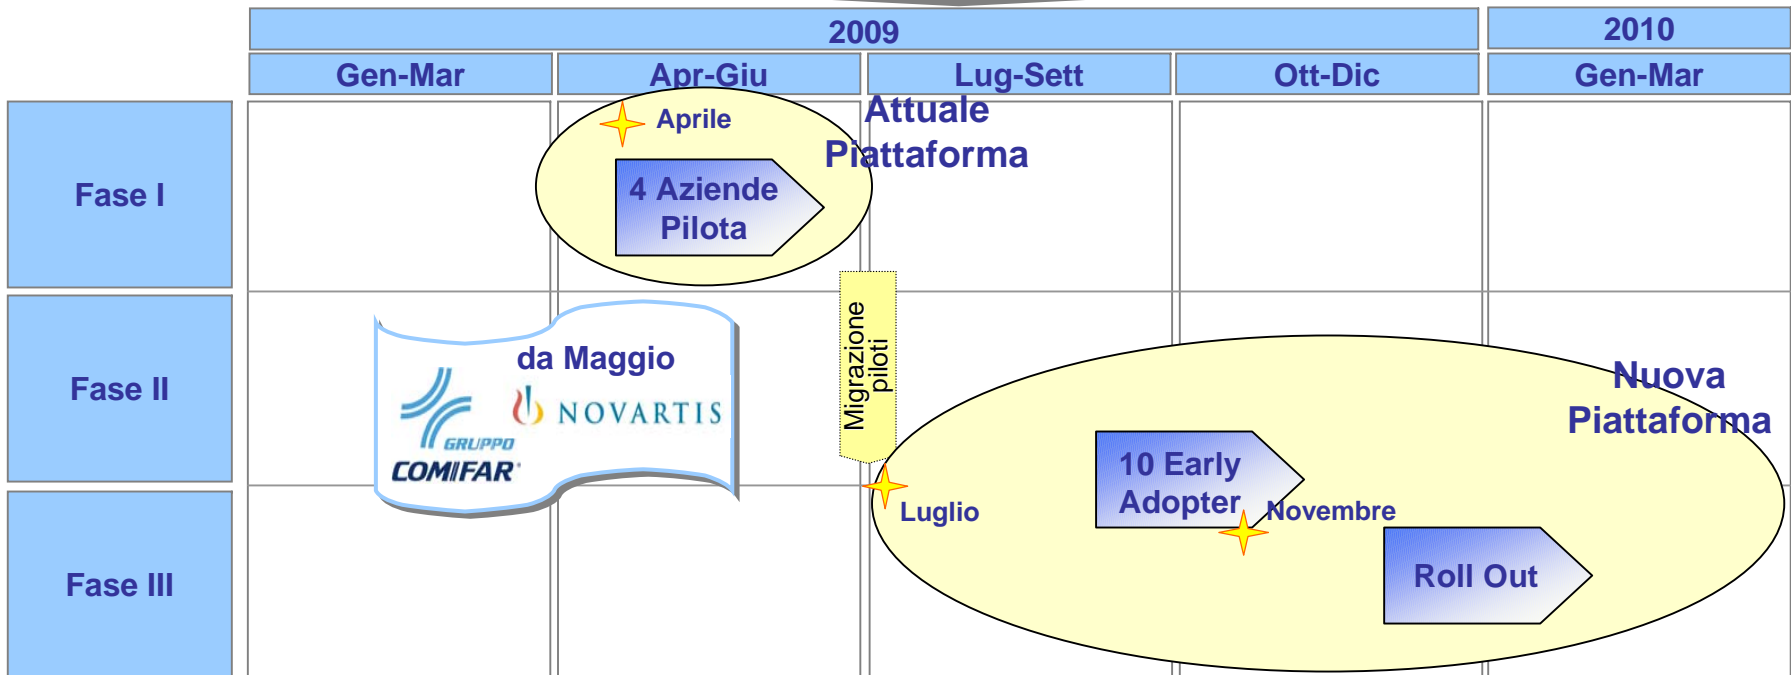 2009
2010
Gen-Mar
Apr-Giu
Lug-Sett
Ott-Dic
Gen-Mar
Fase I
Aprile
4 Aziende
Pilota
Attuale
Piattaforma
Migrazione
piloti
Fase II
da Maggio
GRUPPO
COMIFAR
NOVARTIS
Nuova
Piattaforma
10 Early
Adopter
Luglio
Novembre
Fase III
Roll Out